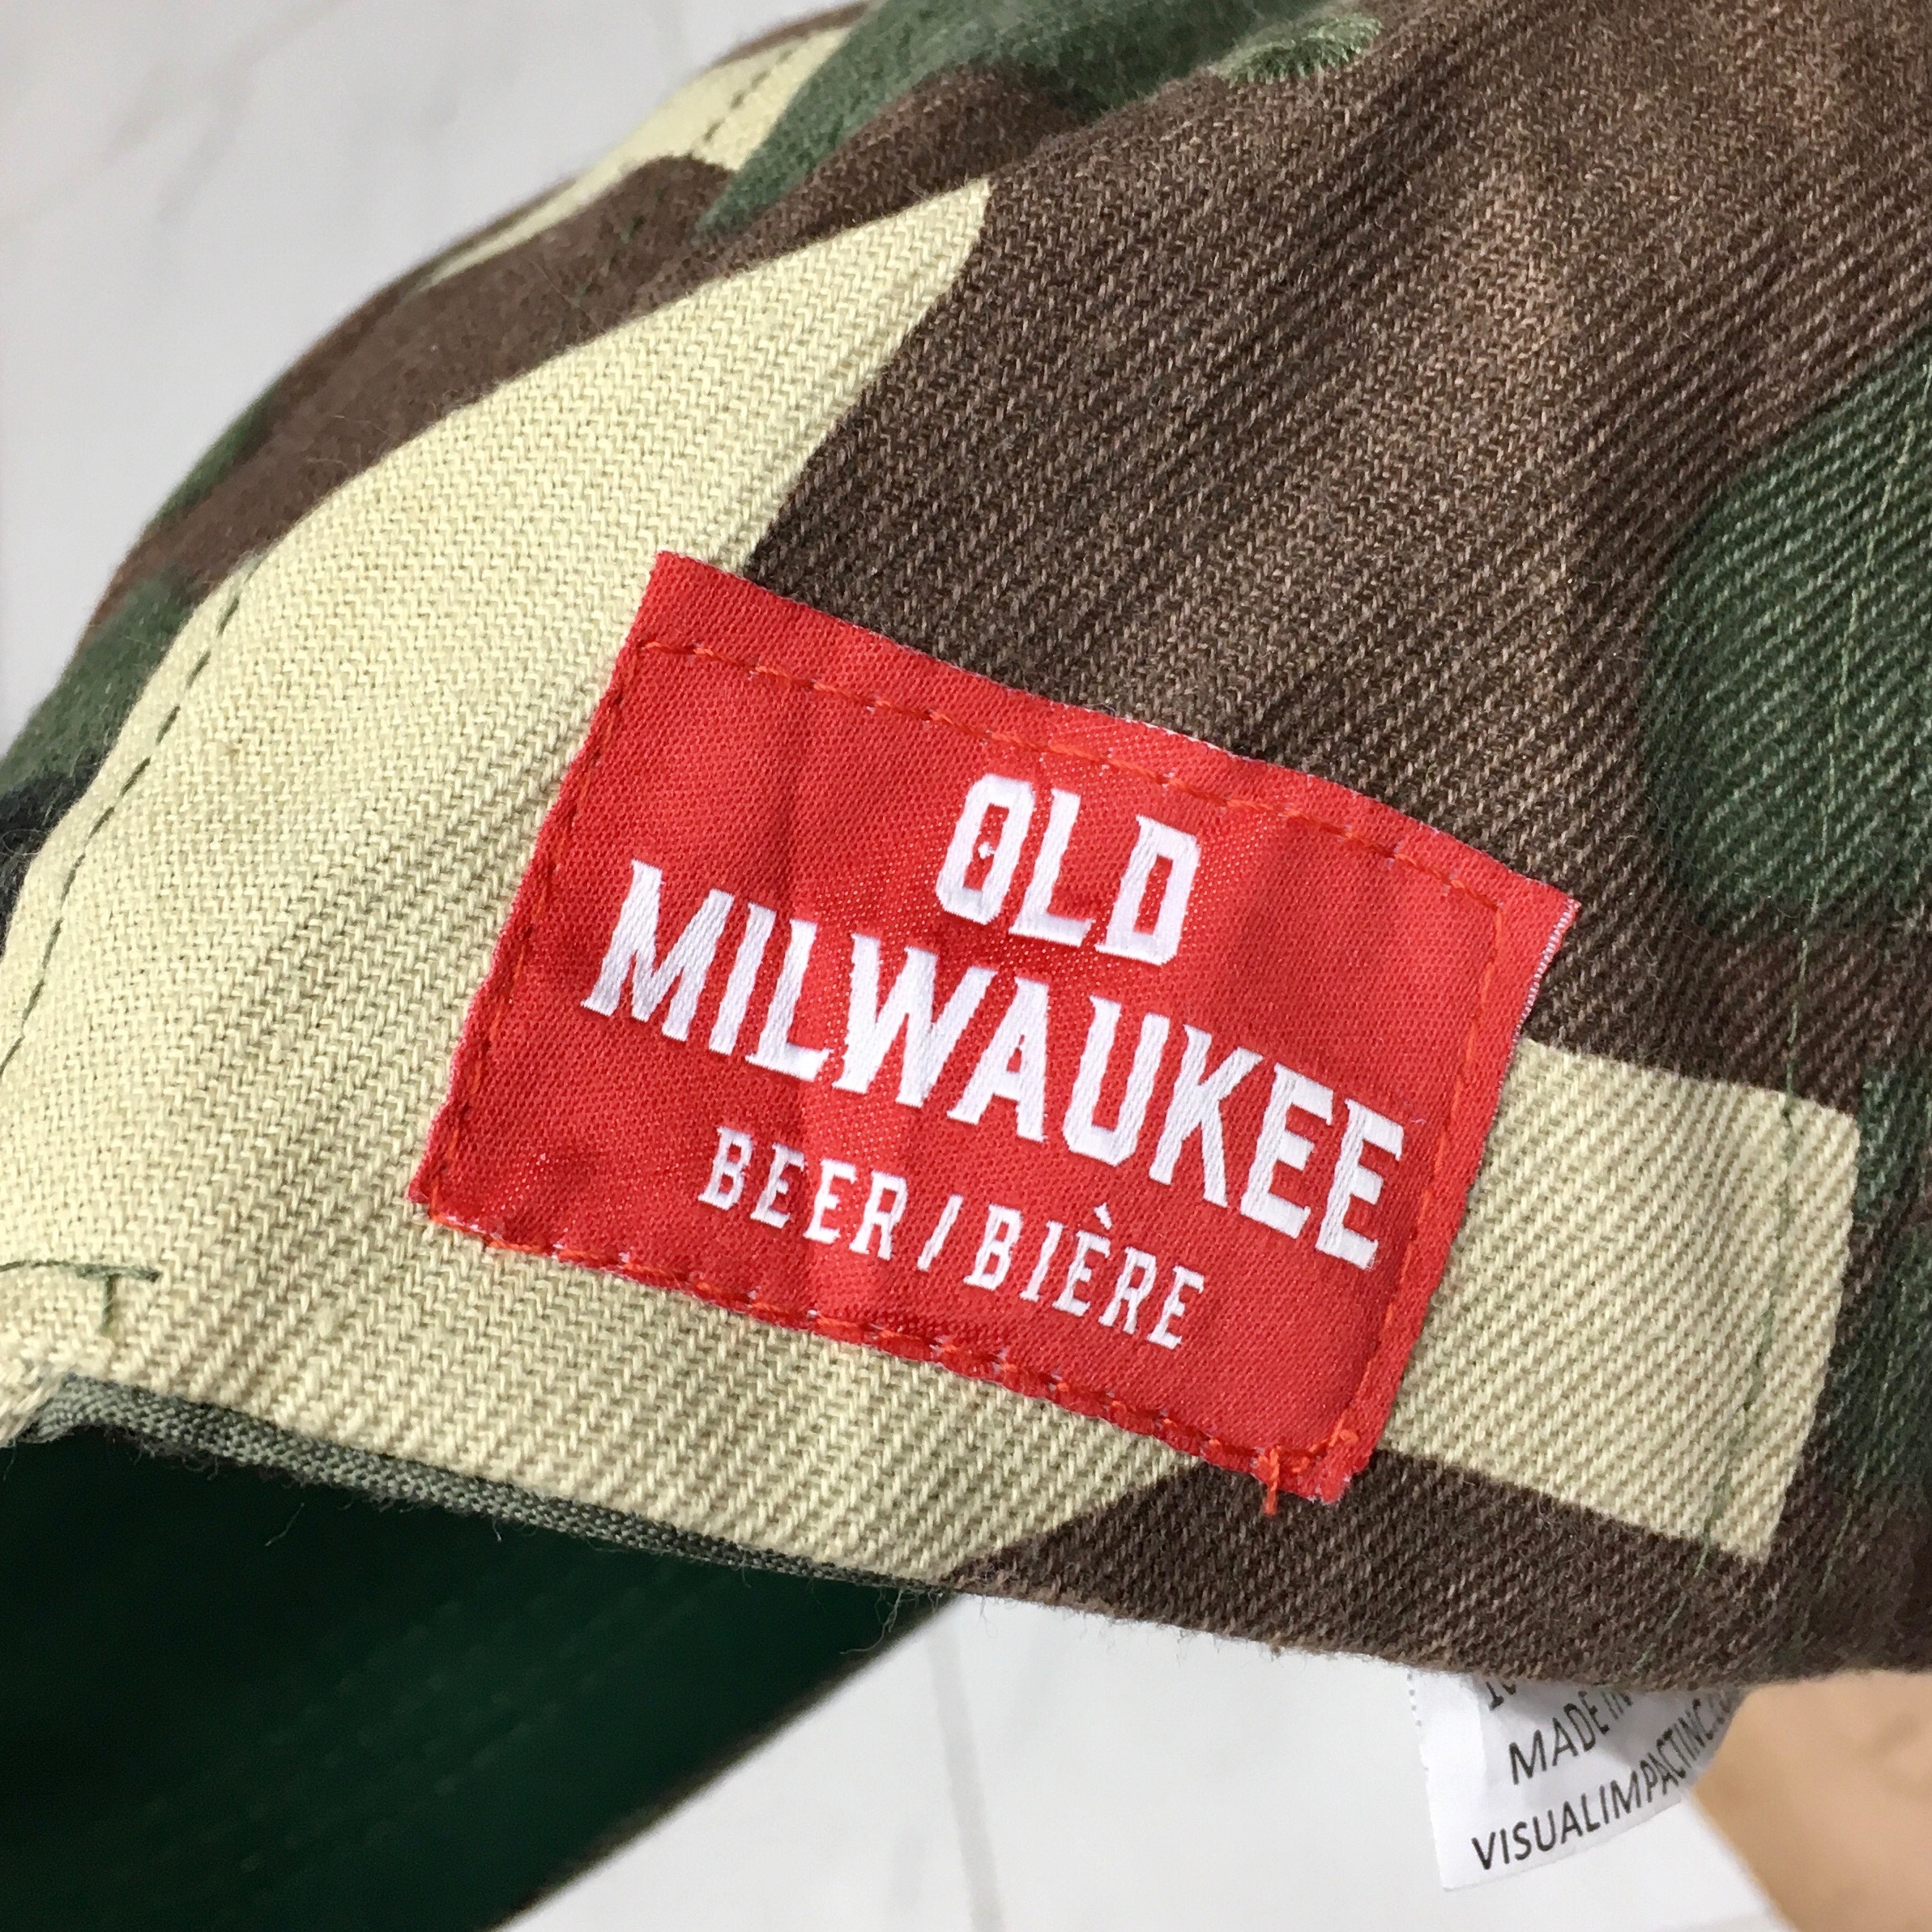 OLD
MILWAUKEE
BEER / BIÈRE
MADE IN
VISUALIMPACTINC.